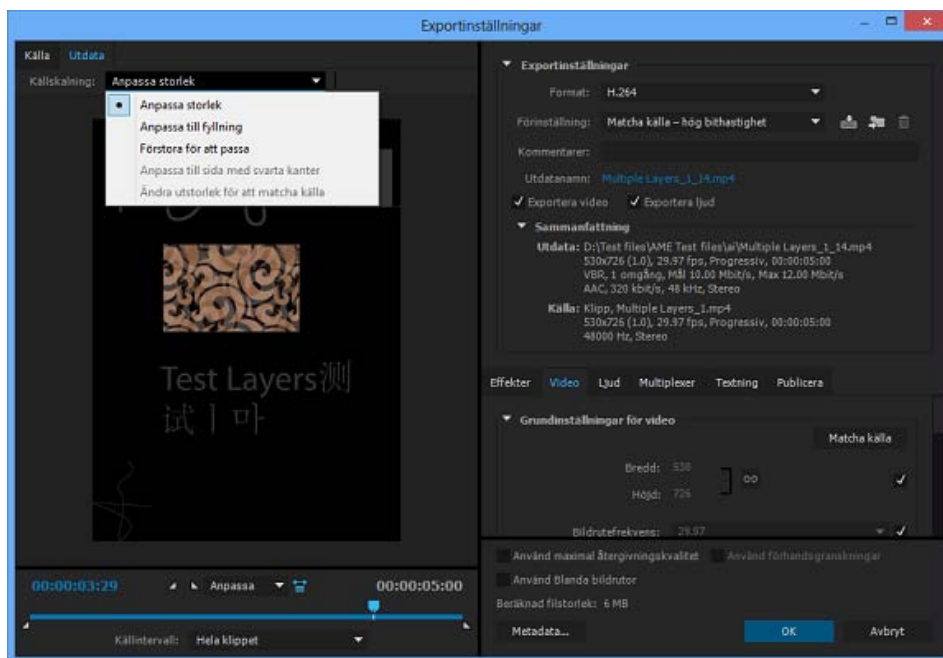 Exportinställningar
Källa Utdata
Källskalning: Anpassa storlek
Anpassa storlek
Anpassa till fyllning
Förstora för att passa
Anpassa till sida med svarta kanter
Ändra utstorlek för att matcha källa
Test Layers测
试 | 마
00:00:03:29 Anpassa 00:00:05:00
Källintervall: Hela klippet
Exportinställningar
Format: H.264
Förinställning: Matcha källa – hög bithastighet
Kommentarer:
Utdatanamn: Multiple Layers_1_14.mp4
Exportera video Exportera ljud
Sammanfattning
Utdata: D:\Test files\AME Test files\ai\Multiple Layers_1_14.mp4
530x726 (1.0), 29.97 fps, Progressiv, 00:00:05:00
VBR, 1 omgång, Mål 10.00 Mbit/s, Max 12.00 Mbit/s
AAC, 320 kbit/s, 48 kHz, Stereo
Källa: Klipp, Multiple Layers_1.mp4
530x726 (1.0), 29.97 fps, Progressiv, 00:00:05:00
48000 Hz, Stereo
Effekter Video Ljud Multiplexer Textning Publicera
Grundinställningar för video
Matcha källa
Bredd: 530
Höjd: 726
Bildrutefrekvens: 29.97
Använd maximal återgivningskvalitet Använd förhandsgranskningar
Använd Blanda bildrutor
Beräknad filstorlek: 6 MB
Metadata... OK Avbryt